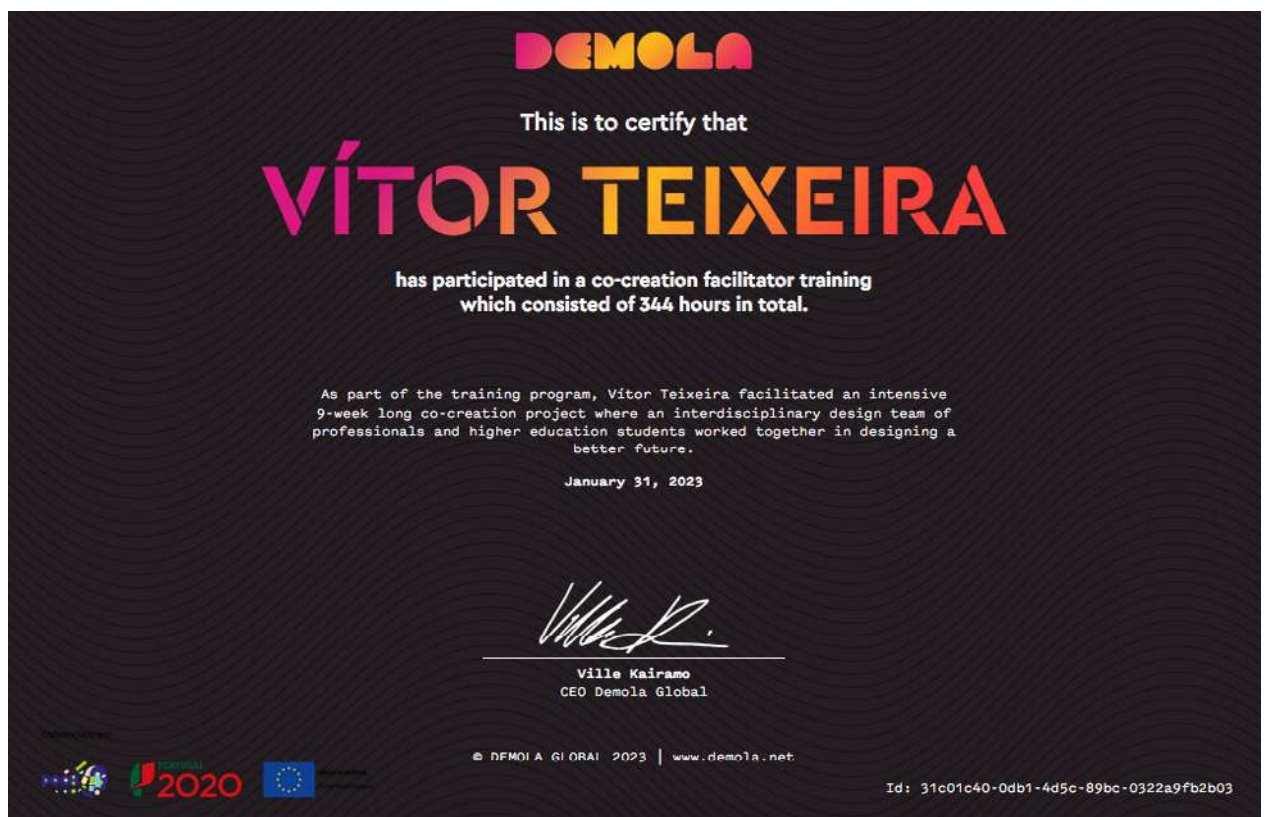 DEMOLA
This is to certify that
VÍTOR TEIXEIRA
has participated in a co-creation facilitator training
which consisted of 344 hours in total.
As part of the training program, Vítor Teixeira facilitated an intensive
9-week long co-creation project where an interdisciplinary design team of
professionals and higher education students worked together in designing a
better future.
January 31, 2023
Ville Kairamo
CEO Demola Global
© DEMOLA GLOBAL 2023 | www.demola.net
PORTUGAL
2020
Id: 31c01c40-0db1-4d5c-89bc-0322a9fb2b03